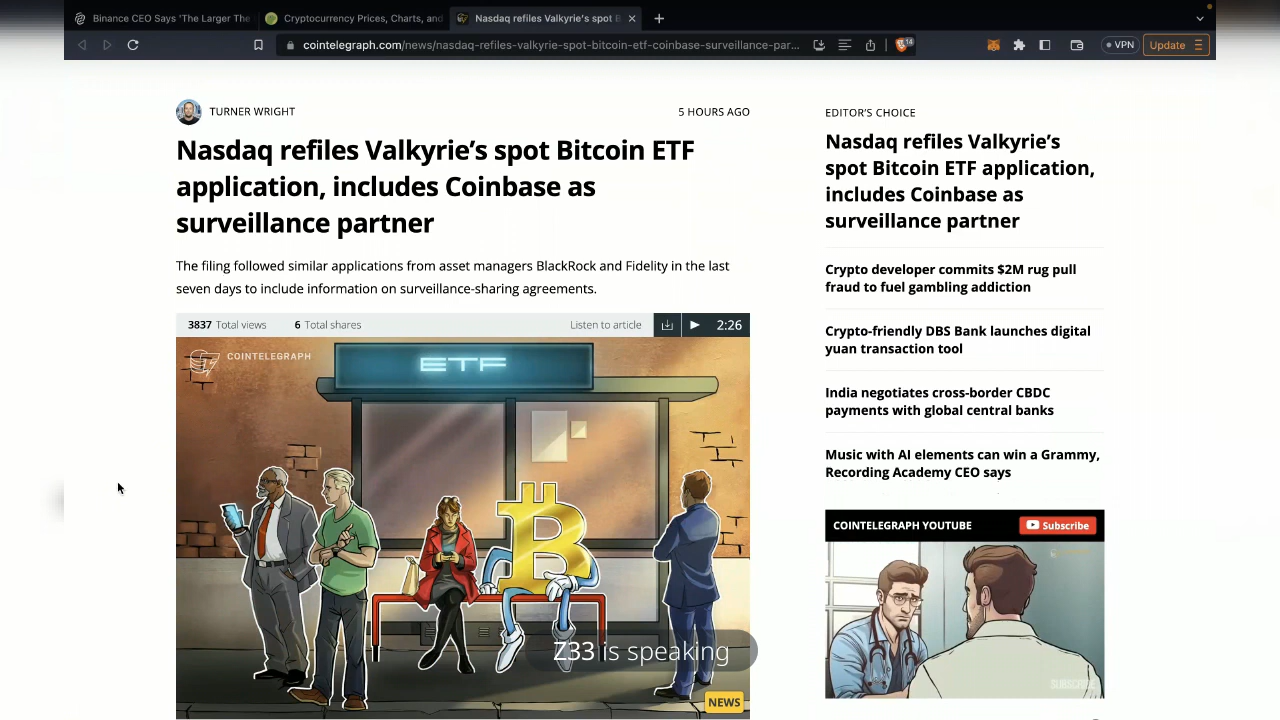 Binance CEO Says 'The Larger The
Cryptocurrency Prices, Charts, and
Nasdaq refiles Valkyrie's spot B
cointelegraph.com/news/nasdaq-refiles-valkyrie-spot-bitcoin-etf-coinbase-surveillance-par...
14
VPN
Update
TURNER WRIGHT
5 HOURS AGO
Nasdaq refiles Valkyrie’s spot Bitcoin ETF
application, includes Coinbase as
surveillance partner
The filing followed similar applications from asset managers BlackRock and Fidelity in the last
seven days to include information on surveillance-sharing agreements.
3837 Total views
6 Total shares
Listen to article
2:26
COINTELEGRAPH
ETF
Z33 is speaking
NEWS
EDITOR’S CHOICE
Nasdaq refiles Valkyrie’s
spot Bitcoin ETF application,
includes Coinbase as
surveillance partner
Crypto developer commits $2M rug pull
fraud to fuel gambling addiction
Crypto-friendly DBS Bank launches digital
yuan transaction tool
India negotiates cross-border CBDC
payments with global central banks
Music with AI elements can win a Grammy,
Recording Academy CEO says
COINTELEGRAPH YOUTUBE
Subscribe
SUBSCRIBE